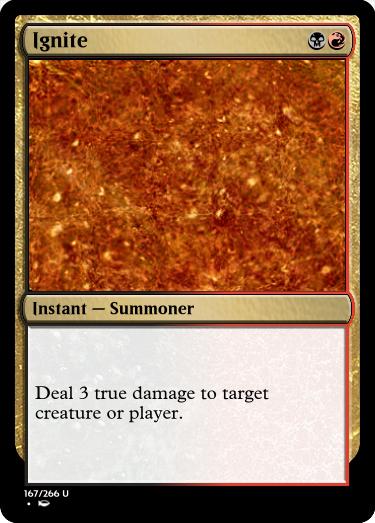 Ignite
Instant — Summoner
Deal 3 true damage to target
creature or player.
167/266 U